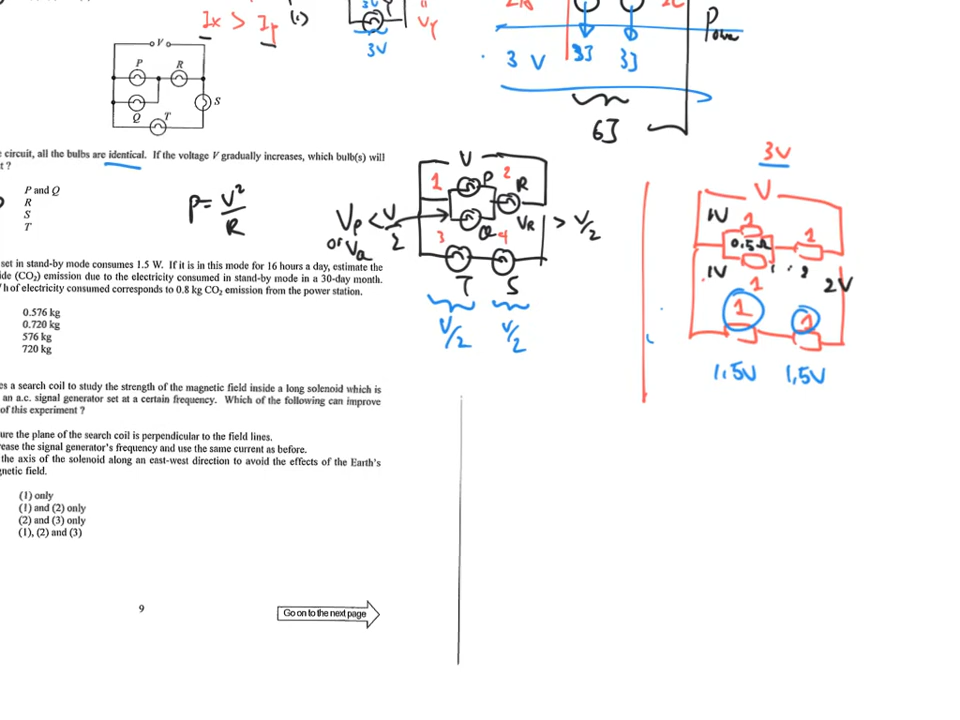 Ix > Iy
3V
Vy
3 V
3J 3J
6J
Power
V
P
R
S
Q
T
circuit, all the bulbs are identical. If the voltage V gradually increases, which bulb(s) will
t ?
P and Q
R
S
T
P = V²/R
V
1 P 2 R
Q
3 4
T S
VP < V/2
or VQ
VR > V/2
V/2 V/2
3V
V
1V 1
0.5Ω 1
1V 1 2V
1 1
1.5V 1.5V
set in stand-by mode consumes 1.5 W. If it is in this mode for 16 hours a day, estimate the
ide (CO₂) emission due to the electricity consumed in stand-by mode in a 30-day month.
h of electricity consumed corresponds to 0.8 kg CO₂ emission from the power station.
0.576 kg
0.720 kg
576 kg
720 kg
es a search coil to study the strength of the magnetic field inside a long solenoid which is
an a.c. signal generator set at a certain frequency. Which of the following can improve
of this experiment ?
ure the plane of the search coil is perpendicular to the field lines.
rease the signal generator's frequency and use the same current as before.
the axis of the solenoid along an east-west direction to avoid the effects of the Earth's
gnetic field.
(1) only
(1) and (2) only
(2) and (3) only
(1), (2) and (3)
9
Go on to the next page